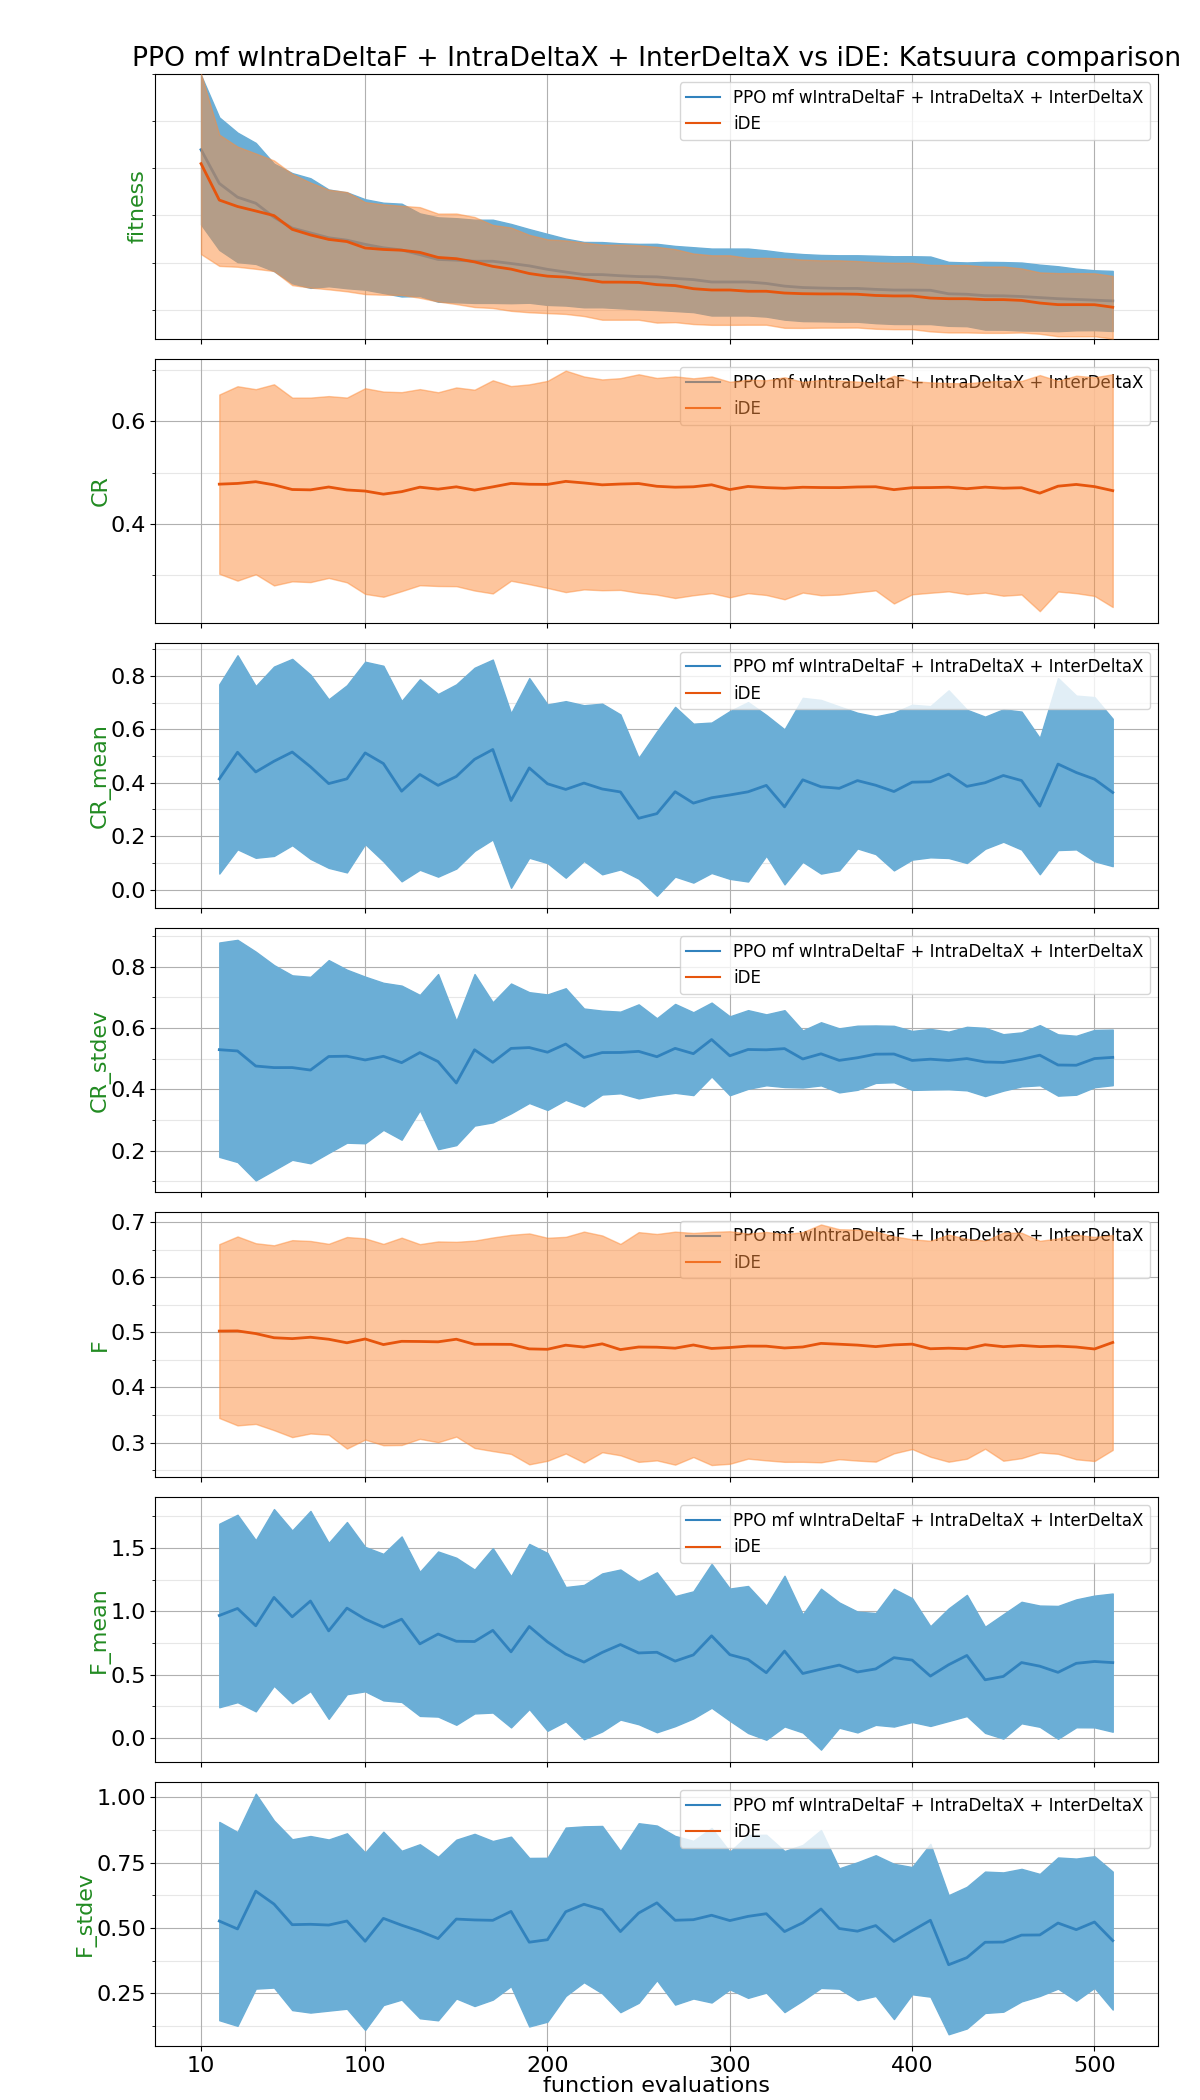 PPO mf wIntraDeltaF + IntraDeltaX + InterDeltaX vs iDE: Katsuura comparison
fitness
PPO mf wIntraDeltaF + IntraDeltaX + InterDeltaX
iDE
CR
0.6
0.4
PPO mf wIntraDeltaF + IntraDeltaX + InterDeltaX
iDE
CR_mean
0.8
0.6
0.4
0.2
0.0
PPO mf wIntraDeltaF + IntraDeltaX + InterDeltaX
iDE
CR_stdev
0.8
0.6
0.4
0.2
PPO mf wIntraDeltaF + IntraDeltaX + InterDeltaX
iDE
F
0.7
0.6
0.5
0.4
0.3
PPO mf wIntraDeltaF + IntraDeltaX + InterDeltaX
iDE
F_mean
1.5
1.0
0.5
0.0
PPO mf wIntraDeltaF + IntraDeltaX + InterDeltaX
iDE
F_stdev
1.00
0.75
0.50
0.25
PPO mf wIntraDeltaF + IntraDeltaX + InterDeltaX
iDE
10 100 200 300 400 500
function evaluations